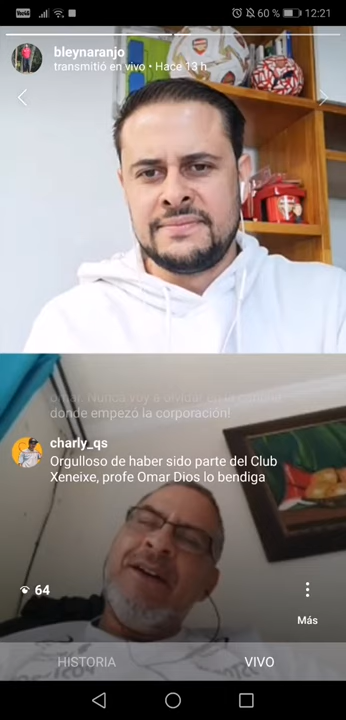 60 %
12:21
bleynaranjo
transmitió en vivo • Hace 13 h
omar. Nunca voy a olvidar
donde empezó la corporación!
charly_qs
Orgulloso de haber sido parte del Club
Xeneixe, profe Omar Dios lo bendiga
64
Más
HISTORIA
VIVO